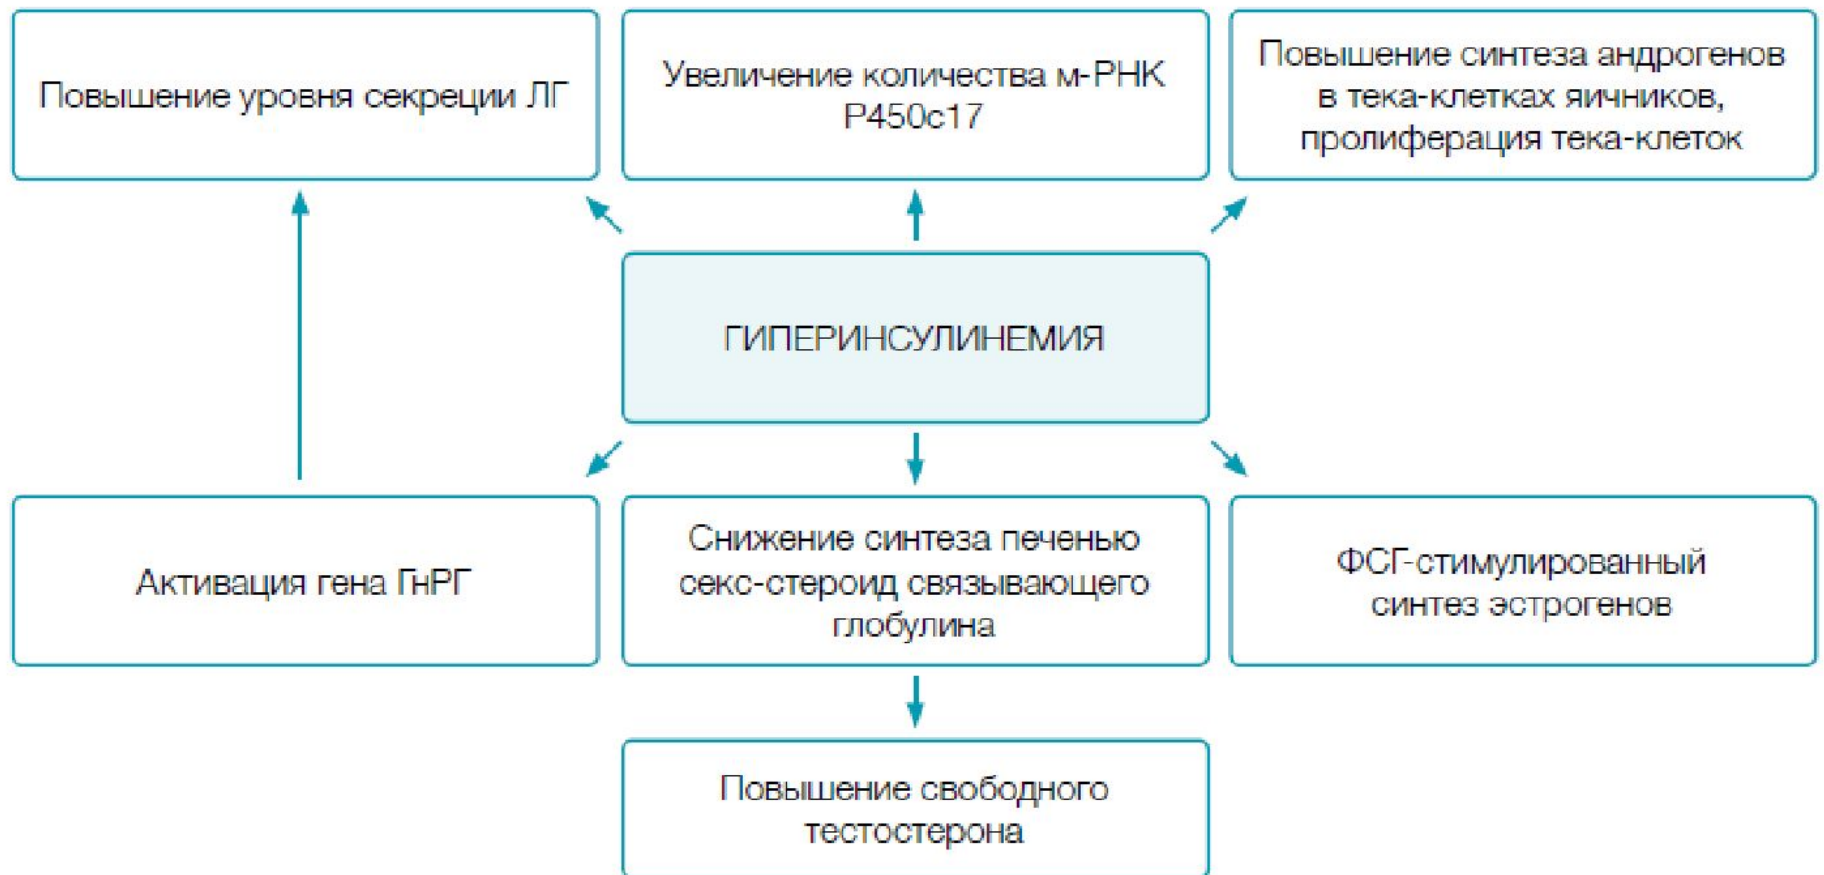 Повышение уровня секреции ЛГ
Увеличение количества м-РНК
P450c17
Повышение синтеза андрогенов
в тека-клетках яичников,
пролиферация тека-клеток
ГИПЕРИНСУЛИНЕМИЯ
Активация гена ГнРГ
Снижение синтеза печенью
секс-стероид связывающего
глобулина
ФСГ-стимулированный
синтез эстрогенов
Повышение свободного
тестостерона